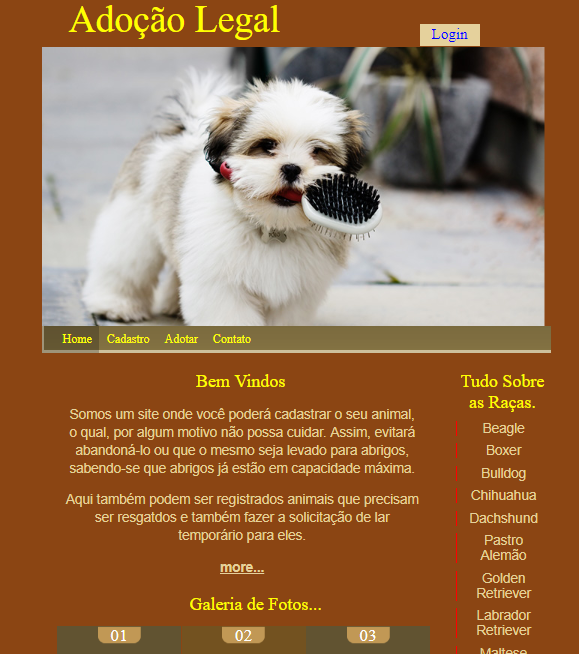 Adoção Legal
Login
Home Cadastro Adotar Contato
Bem Vindos
Somos um site onde você poderá cadastrar o seu animal,
o qual, por algum motivo não possa cuidar. Assim, evitará
abandoná-lo ou que o mesmo seja levado para abrigos,
sabendo-se que abrigos já estão em capacidade máxima.
Aqui também podem ser registrados animais que precisam
ser resgatdos e também fazer a solicitação de lar
temporário para eles.
more...
Galeria de Fotos...
01 02 03
Tudo Sobre
as Raças.
Beagle
Boxer
Bulldog
Chihuahua
Dachshund
Pastro
Alemão
Golden
Retriever
Labrador
Retriever
Maltese